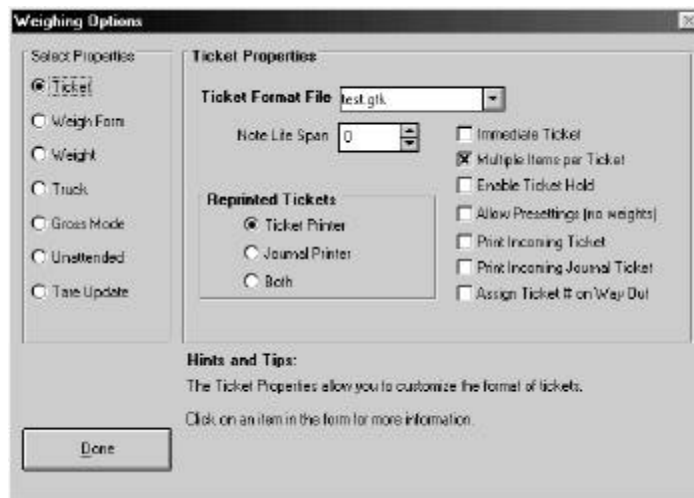 Weighing Options
Select Properties
Ticket
Weigh Form
Weight
Truck
Gross Mode
Unattended
Tare Update
Ticket Properties
Ticket Format File
test.gtk
Note Life Span
0
Reprinted Tickets
Ticket Printer
Journal Printer
Both
Immediate Ticket
Multiple Items per Ticket
Enable Ticket Hold
Allow Presettings (no weights)
Print Incoming Ticket
Print Incoming Journal Ticket
Assign Ticket # on Way Out
Hints and Tips:
The Ticket Properties allow you to customize the format of tickets.
Click on an item in the form for more information.
Done